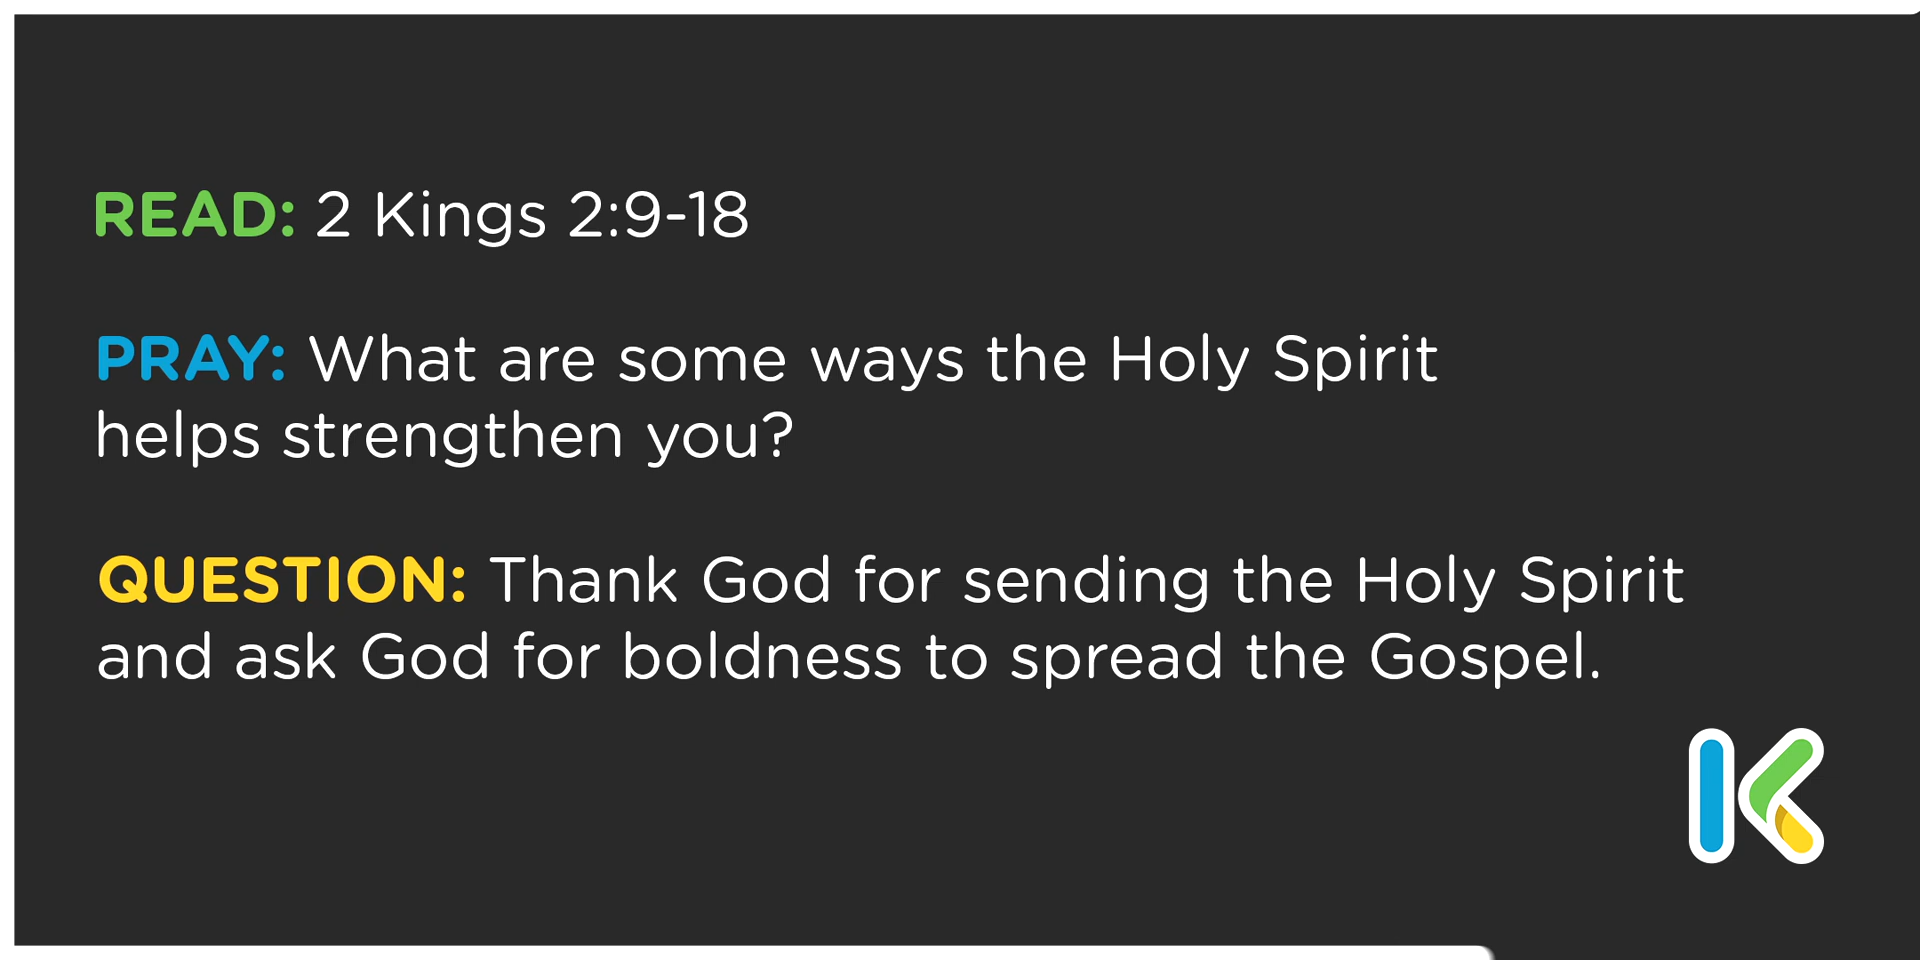 READ: 2 Kings 2:9-18
PRAY: What are some ways the Holy Spirit
helps strengthen you?
QUESTION: Thank God for sending the Holy Spirit
and ask God for boldness to spread the Gospel.
K